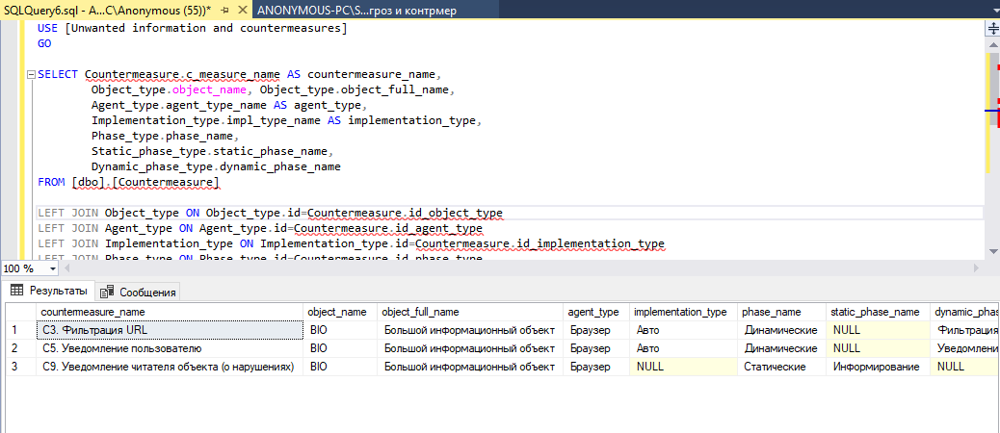 SQLQuery6.sql - A...C\Anonymous (55))* ANONYMOUS-PC\S...гроз и контрмер
USE [Unwanted information and countermeasures]
GO
SELECT Countermeasure.c_measure_name AS countermeasure_name,
Object_type.object_name, Object_type.object_full_name,
Agent_type.agent_type_name AS agent_type,
Implementation_type.impl_type_name AS implementation_type,
Phase_type.phase_name,
Static_phase_type.static_phase_name,
Dynamic_phase_type.dynamic_phase_name
FROM [dbo].[Countermeasure]
LEFT JOIN Object_type ON Object_type.id=Countermeasure.id_object_type
LEFT JOIN Agent_type ON Agent_type.id=Countermeasure.id_agent_type
LEFT JOIN Implementation_type ON Implementation_type.id=Countermeasure.id_implementation_type
LEFT JOIN Phase_type ON Phase_type.id=Countermeasure.id_phase_type
100 %
Результаты Сообщения
countermeasure_name object_name object_full_name agent_type implementation_type phase_name static_phase_name dynamic_phas
1 C3. Фильтрация URL BIO Большой информационный объект Браузер Авто Динамические NULL Фильтрация
2 C5. Уведомление пользователю BIO Большой информационный объект Браузер Авто Динамические NULL Уведомлени
3 C9. Уведомление читателя объекта (о нарушениях) BIO Большой информационный объект Браузер NULL Статические Информирование NULL